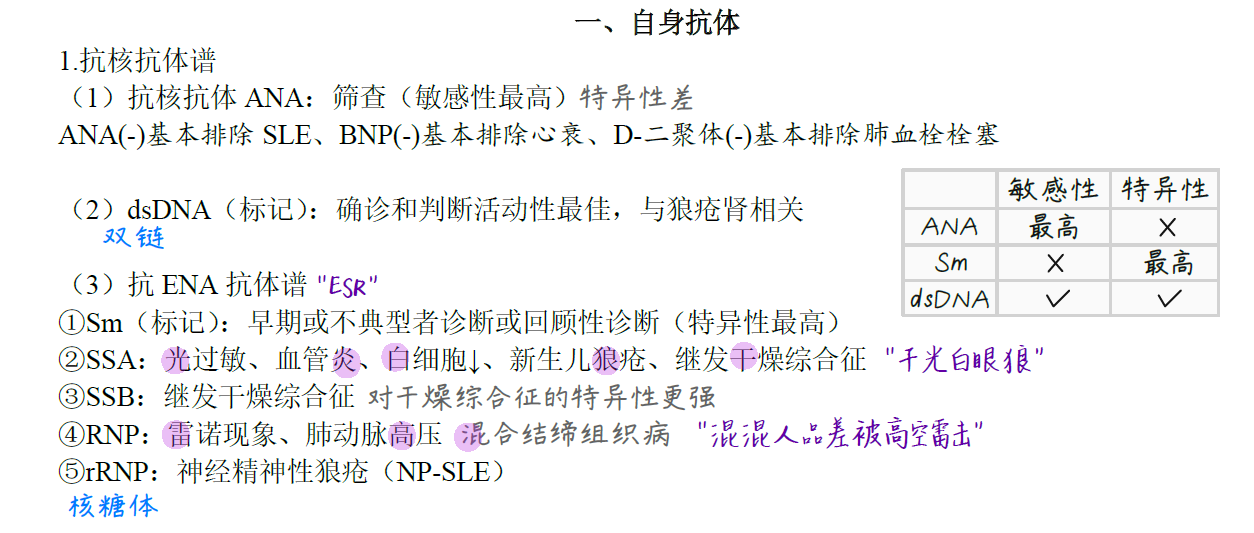 一、自身抗体
1.抗核抗体谱
（1）抗核抗体 ANA：筛查（敏感性最高）特异性差
ANA(-)基本排除 SLE、BNP(-)基本排除心衰、D-二聚体(-)基本排除肺血栓栓塞
（2）dsDNA（标记）：确诊和判断活动性最佳，与狼疮肾相关
双链
敏感性 特异性
ANA 最高 ×
Sm × 最高
dsDNA ✓ ✓
（3）抗 ENA 抗体谱 "ESR"
①Sm（标记）：早期或不典型者诊断或回顾性诊断（特异性最高）
②SSA：光过敏、血管炎、白细胞↓、新生儿狼疮、继发干燥综合征 "干光白眼狼"
③SSB：继发干燥综合征 对干燥综合征的特异性更强
④RNP：雷诺现象、肺动脉高压 混合结缔组织病 "混混人品差被高空雷击"
⑤rRNP：神经精神性狼疮（NP-SLE）
核糖体